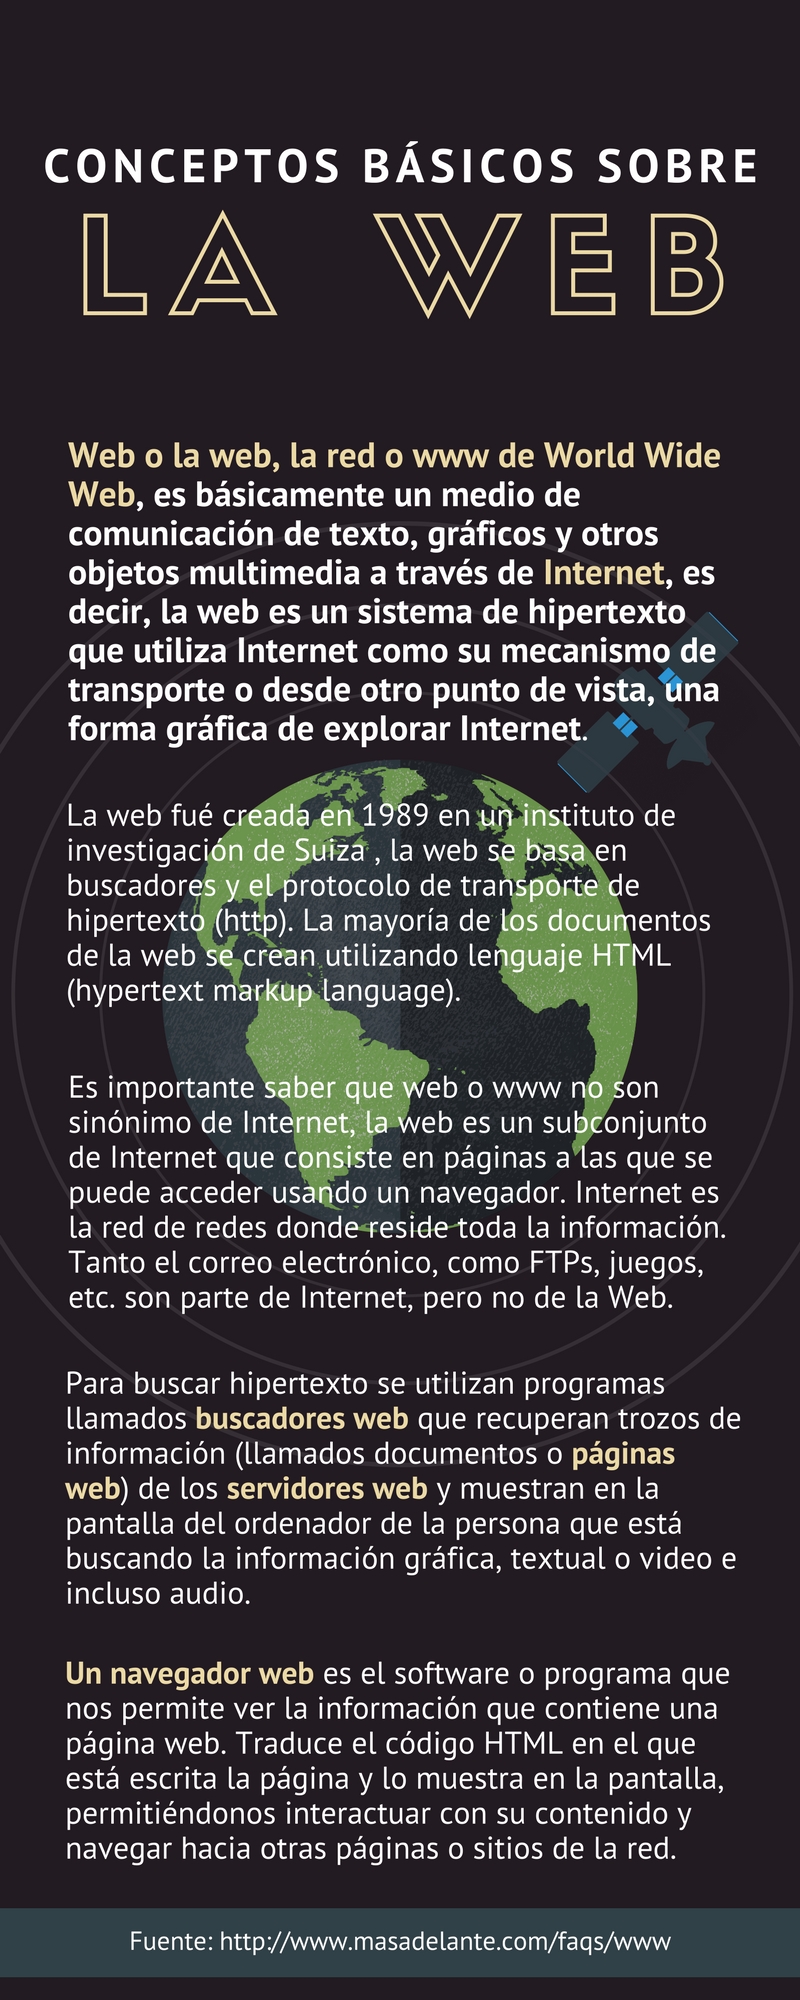 CONCEPTOS BÁSICOS SOBRE
LA WEB
Web o la web, la red o www de World Wide
Web, es básicamente un medio de
comunicación de texto, gráficos y otros
objetos multimedia a través de Internet, es
decir, la web es un sistema de hipertexto
que utiliza Internet como su mecanismo de
transporte o desde otro punto de vista, una
forma gráfica de explorar Internet.
La web fué creada en 1989 en un instituto de
investigación de Suiza , la web se basa en
buscadores y el protocolo de transporte de
hipertexto (http). La mayoría de los documentos
de la web se crean utilizando lenguaje HTML
(hypertext markup language).
Es importante saber que web o www no son
sinónimo de Internet, la web es un subconjunto
de Internet que consiste en páginas a las que se
puede acceder usando un navegador. Internet es
la red de redes donde reside toda la información.
Tanto el correo electrónico, como FTPs, juegos,
etc. son parte de Internet, pero no de la Web.
Para buscar hipertexto se utilizan programas
llamados buscadores web que recuperan trozos de
información (llamados documentos o páginas
web) de los servidores web y muestran en la
pantalla del ordenador de la persona que está
buscando la información gráfica, textual o video e
incluso audio.
Un navegador web es el software o programa que
nos permite ver la información que contiene una
página web. Traduce el código HTML en el que
está escrita la página y lo muestra en la pantalla,
permitiéndonos interactuar con su contenido y
navegar hacia otras páginas o sitios de la red.
Fuente: http://www.masadelante.com/faqs/www